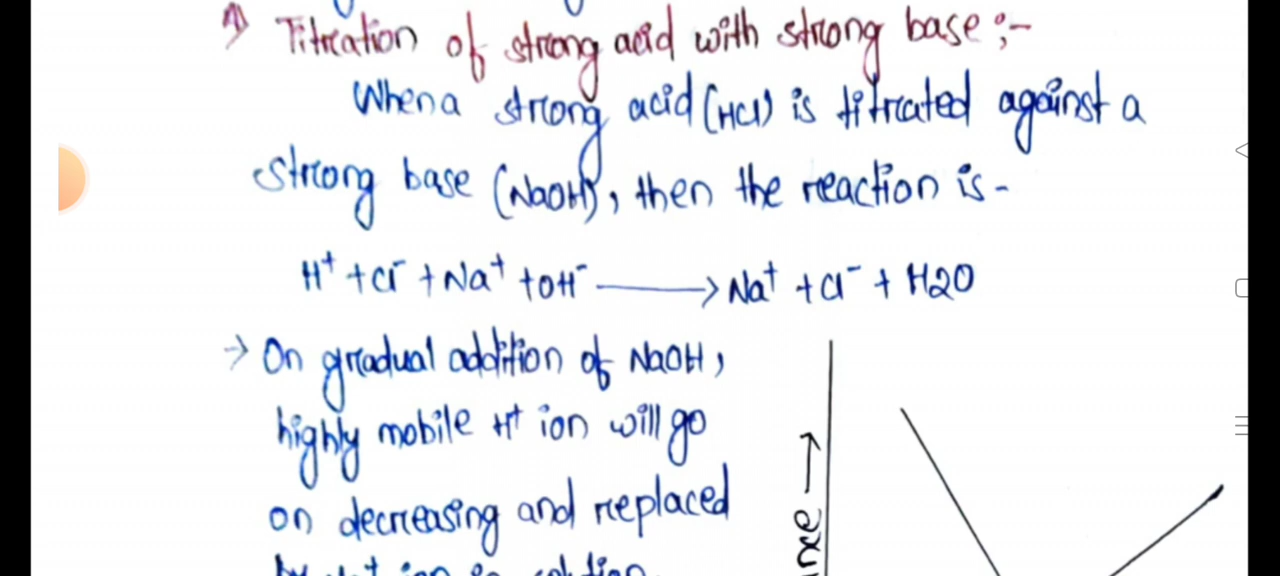 Titration of strong acid with strong base :-
When a strong acid (HCl) is titrated against a
strong base (NaOH), then the reaction is -
H⁺ + Cl⁻ + Na⁺ + OH⁻ ⟶ Na⁺ + Cl⁻ + H2O
→ On gradual addition of NaOH,
highly mobile H⁺ ion will go
on decreasing and replaced